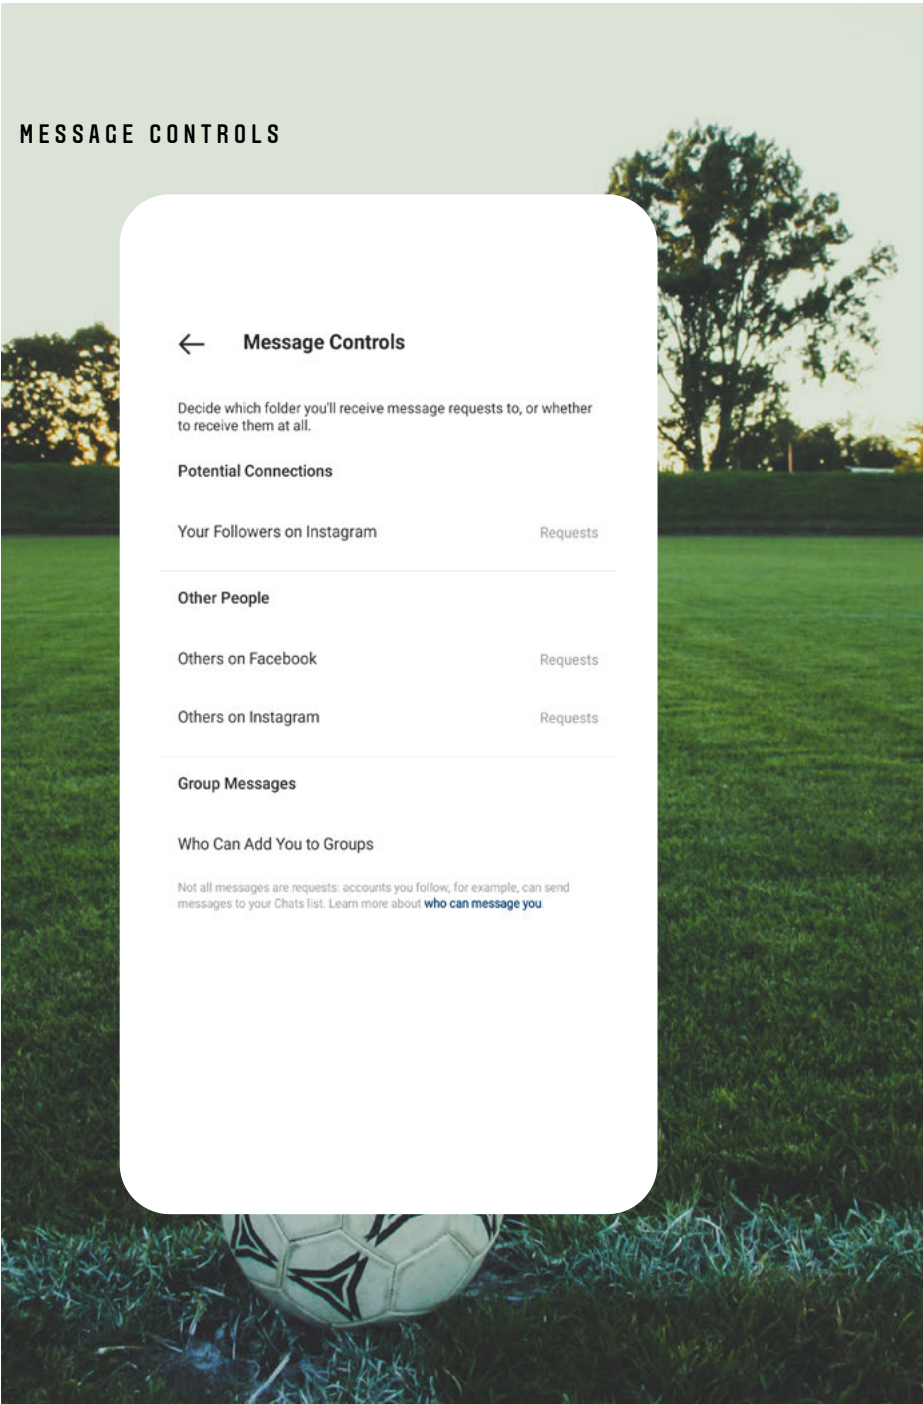 MESSAGE CONTROLS
Message Controls
Decide which folder you'll receive message requests to, or whether
to receive them at all.
Potential Connections
Your Followers on Instagram
Requests
Other People
Others on Facebook
Requests
Others on Instagram
Requests
Group Messages
Who Can Add You to Groups
Not all messages are requests: accounts you follow, for example, can send
messages to your Chats list. Learn more about who can message you.